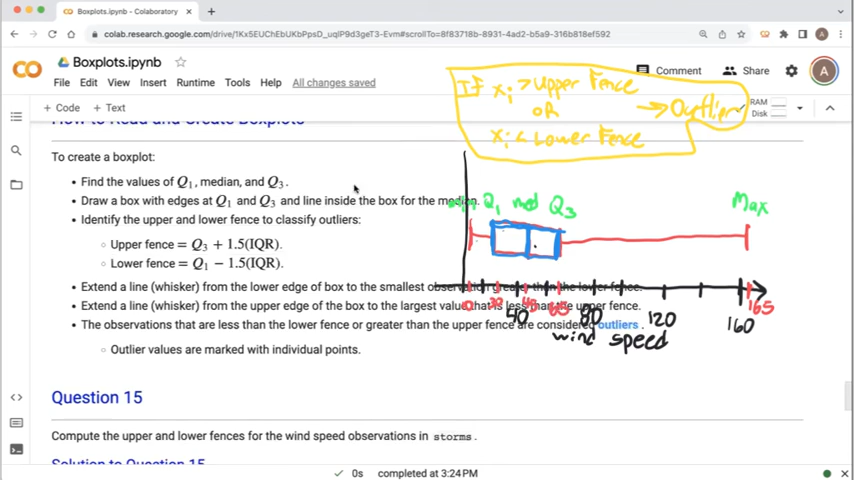 Boxplots.ipynb - Colaboratory
colab.research.google.com/drive/1Kx5EUChEbUKbPpsD_uqIP9d3geT3-Evm#scrollTo=8f83718b-8931-4ad2-b5a9-316b818ef592
Boxplots.ipynb
File Edit View Insert Runtime Tools Help All changes saved
Comment Share A
+ Code + Text
RAM
Disk
If xi > Upper Fence
OR → Outlier
xi < Lower Fence
How to Read and Create Boxplots
To create a boxplot:
Find the values of Q1, median, and Q3.
Draw a box with edges at Q1 and Q3 and line inside the box for the median.
Identify the upper and lower fence to classify outliers:
Upper fence = Q3 + 1.5(IQR).
Lower fence = Q1 − 1.5(IQR).
Extend a line (whisker) from the lower edge of box to the smallest observation greater than the lower fence.
Extend a line (whisker) from the upper edge of the box to the largest value that is less than the upper fence.
The observations that are less than the lower fence or greater than the upper fence are considered outliers.
Outlier values are marked with individual points.
Q1 med Q3 Max
40 80 120 160 165
wind speed
Question 15
Compute the upper and lower fences for the wind speed observations in storms.
Solution to Question 15
0s completed at 3:24 PM